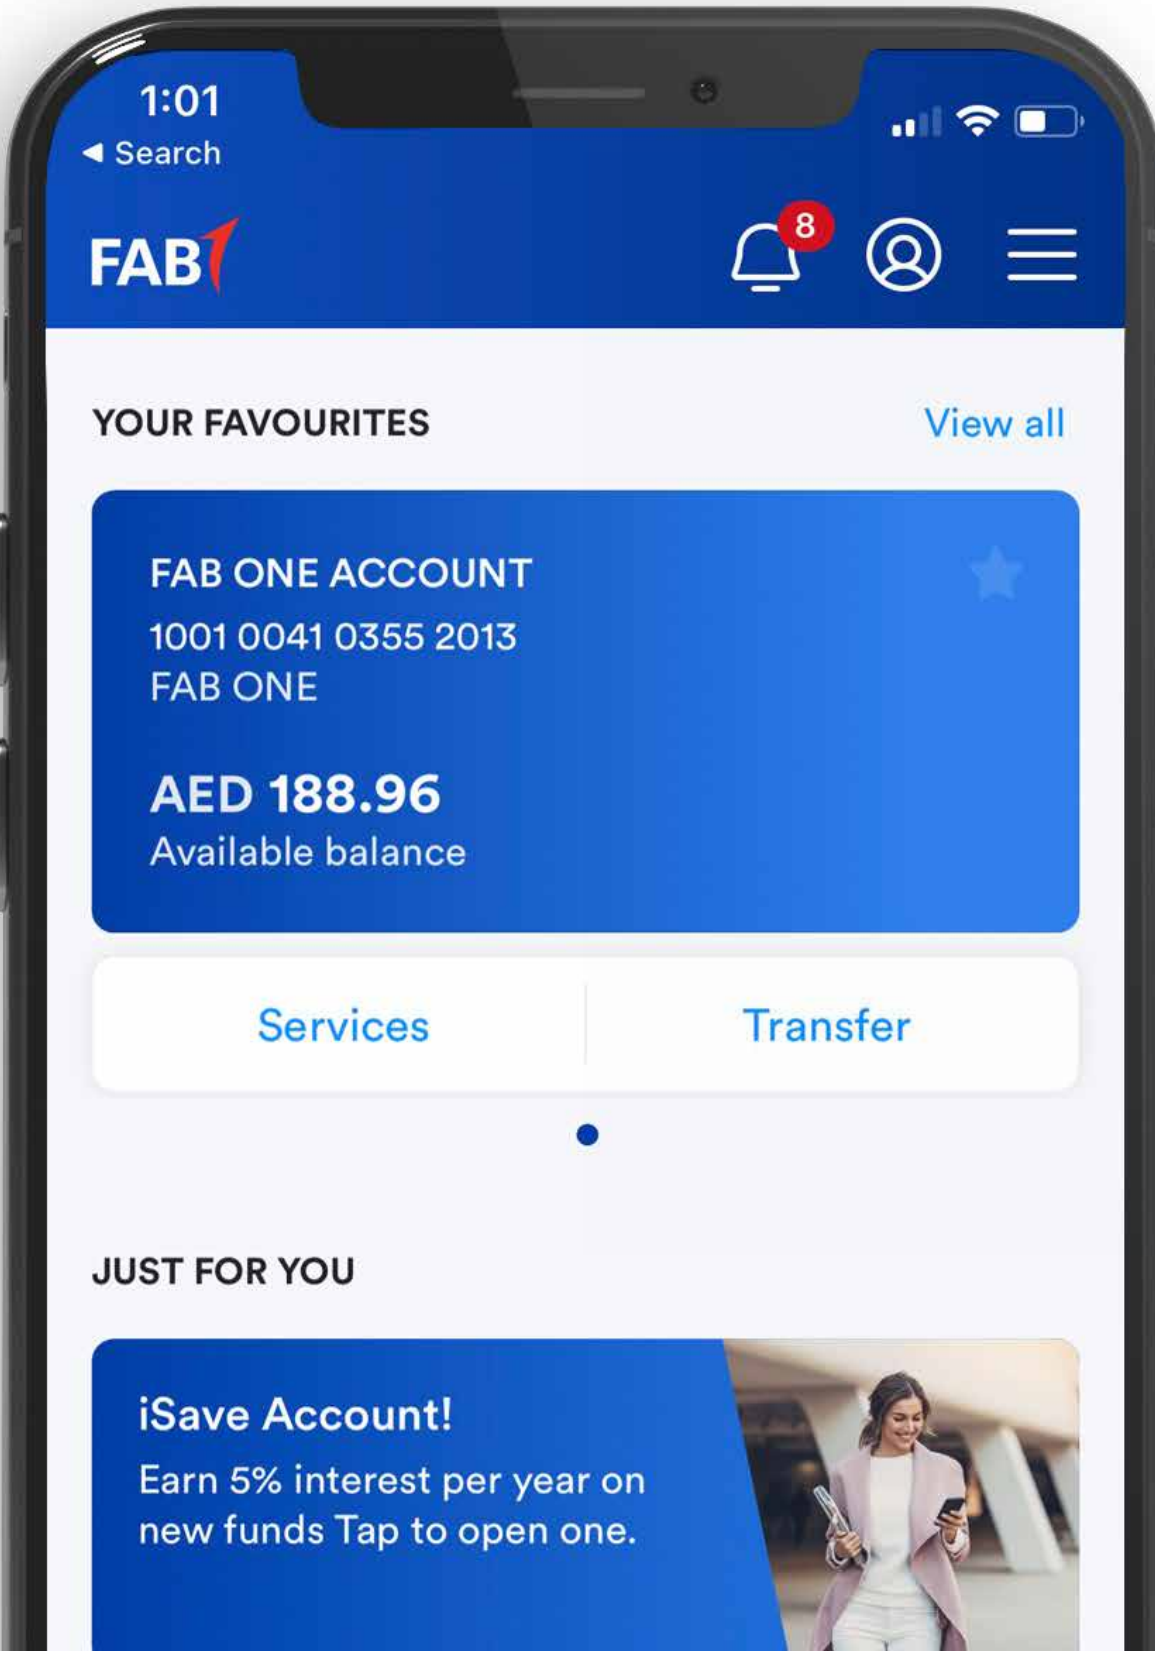 1:01
◀ Search
FAB
8
YOUR FAVOURITES
View all
FAB ONE ACCOUNT
1001 0041 0355 2013
FAB ONE
AED 188.96
Available balance
Services
Transfer
JUST FOR YOU
iSave Account!
Earn 5% interest per year on
new funds Tap to open one.